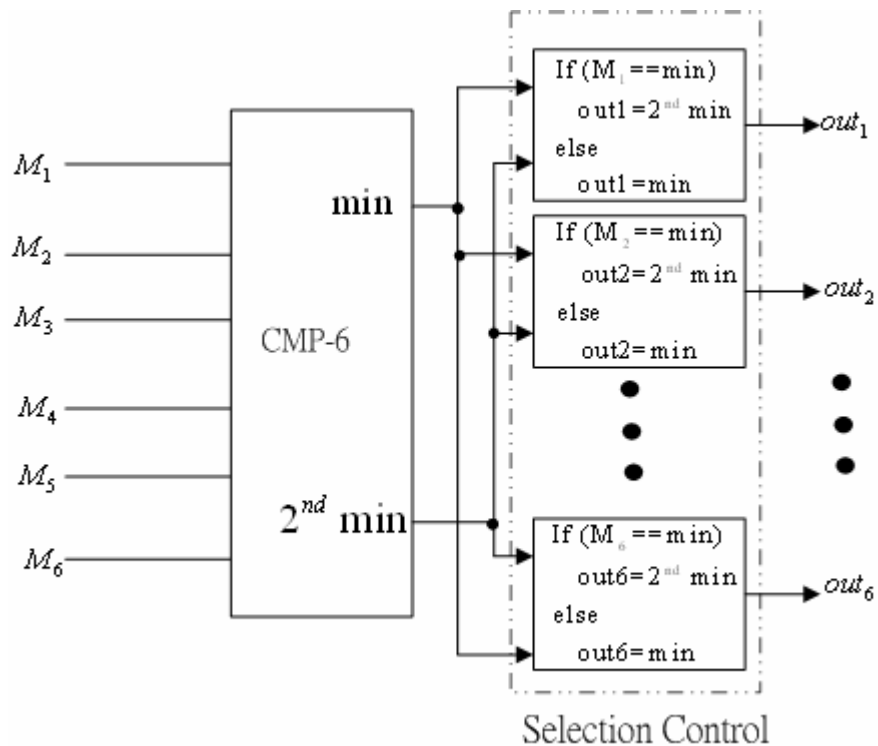 M1
M2
M3
M4
M5
M6
CMP-6
min
2nd min
If (M1==min)
out1=2nd min
else
out1=min
If (M2==min)
out2=2nd min
else
out2=min
If (M6==min)
out6=2nd min
else
out6=min
out1
out2
out6
Selection Control